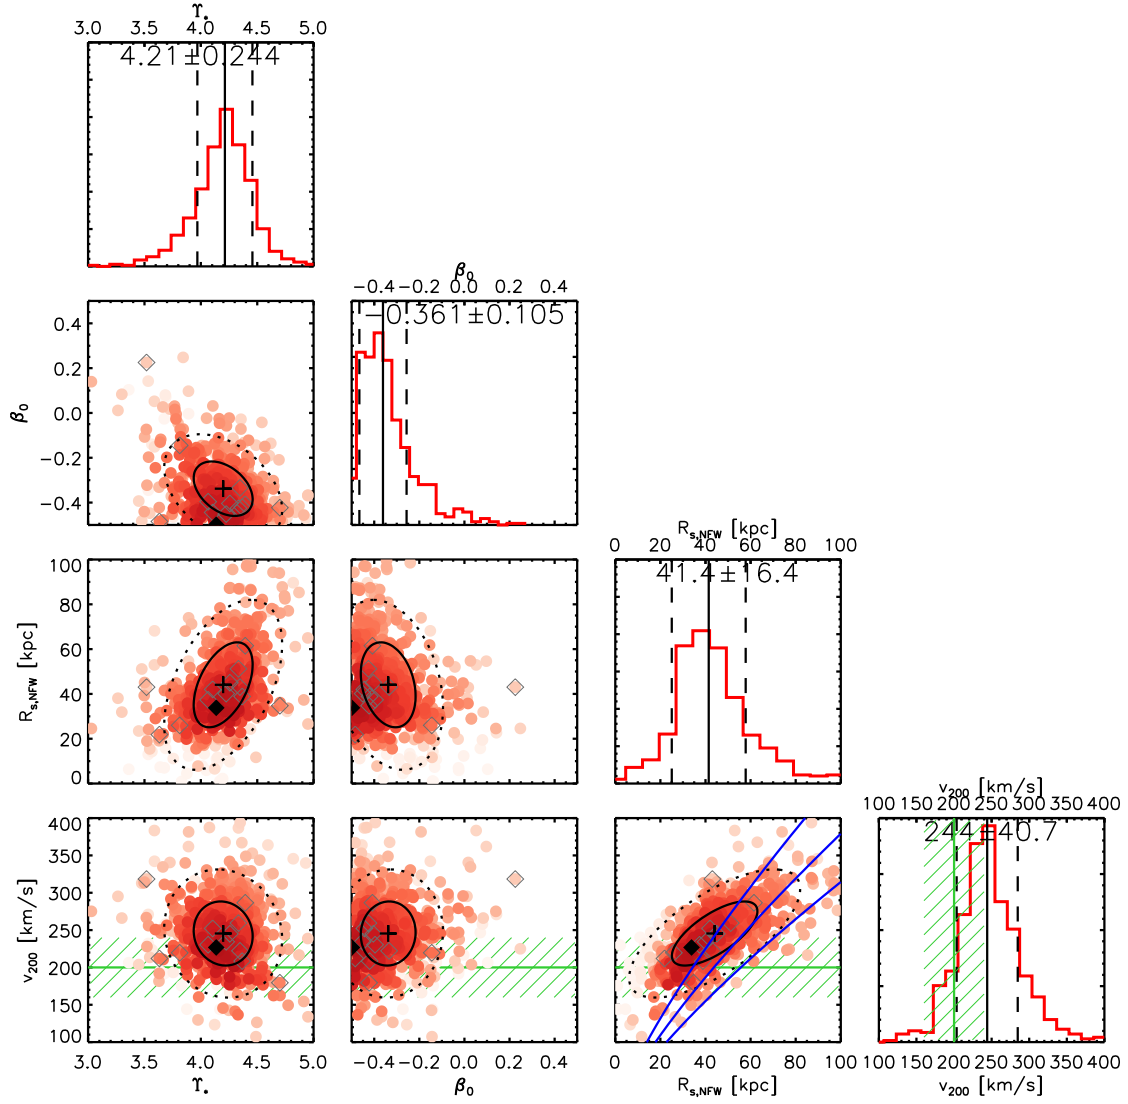 ϒ*
3.0 3.5 4.0 4.5 5.0
4.21±0.244
β₀
−0.4 −0.2 0.0 0.2 0.4
−0.361±0.105
0.4
0.2
0.0
−0.2
−0.4
β₀
R_s,NFW [kpc]
0 20 40 60 80 100
41.4±16.4
100
80
60
40
20
0
R_s,NFW [kpc]
v₂₀₀ [km/s]
100 150 200 250 300 350 400
244±40.7
400
350
300
250
200
150
100
v₂₀₀ [km/s]
3.0 3.5 4.0 4.5 5.0
−0.4 −0.2 0.0 0.2 0.4
0 20 40 60 80 100
100 150 200 250 300 350 400
ϒ*
β₀
R_s,NFW [kpc]
v₂₀₀ [km/s]